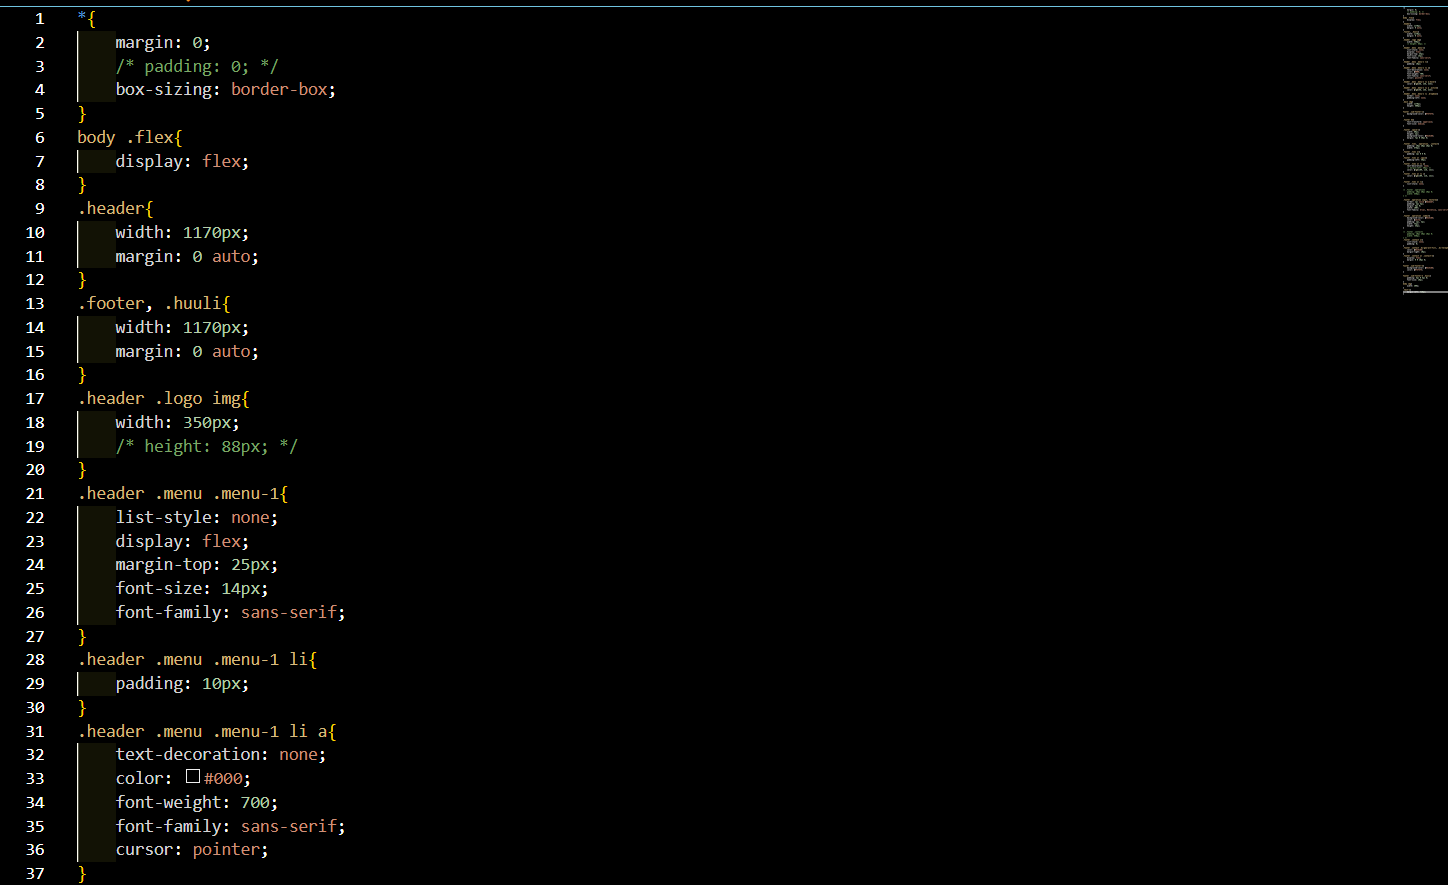 1 *{
2 margin: 0;
3 /* padding: 0; */
4 box-sizing: border-box;
5 }
6 body .flex{
7 display: flex;
8 }
9 .header{
10 width: 1170px;
11 margin: 0 auto;
12 }
13 .footer, .huuli{
14 width: 1170px;
15 margin: 0 auto;
16 }
17 .header .logo img{
18 width: 350px;
19 /* height: 88px; */
20 }
21 .header .menu .menu-1{
22 list-style: none;
23 display: flex;
24 margin-top: 25px;
25 font-size: 14px;
26 font-family: sans-serif;
27 }
28 .header .menu .menu-1 li{
29 padding: 10px;
30 }
31 .header .menu .menu-1 li a{
32 text-decoration: none;
33 color: #000;
34 font-weight: 700;
35 font-family: sans-serif;
36 cursor: pointer;
37 }